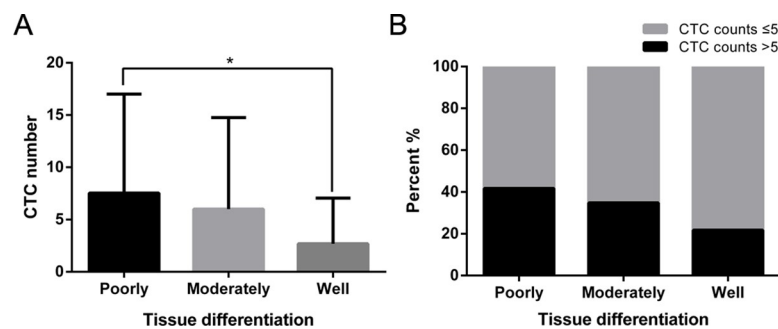 A
CTC number
20
15
10
5
0
*
Poorly
Moderately
Well
Tissue differentiation
B
CTC counts ≤5
CTC counts >5
Percent %
100
80
60
40
20
0
Poorly
Moderately
Well
Tissue differentiation